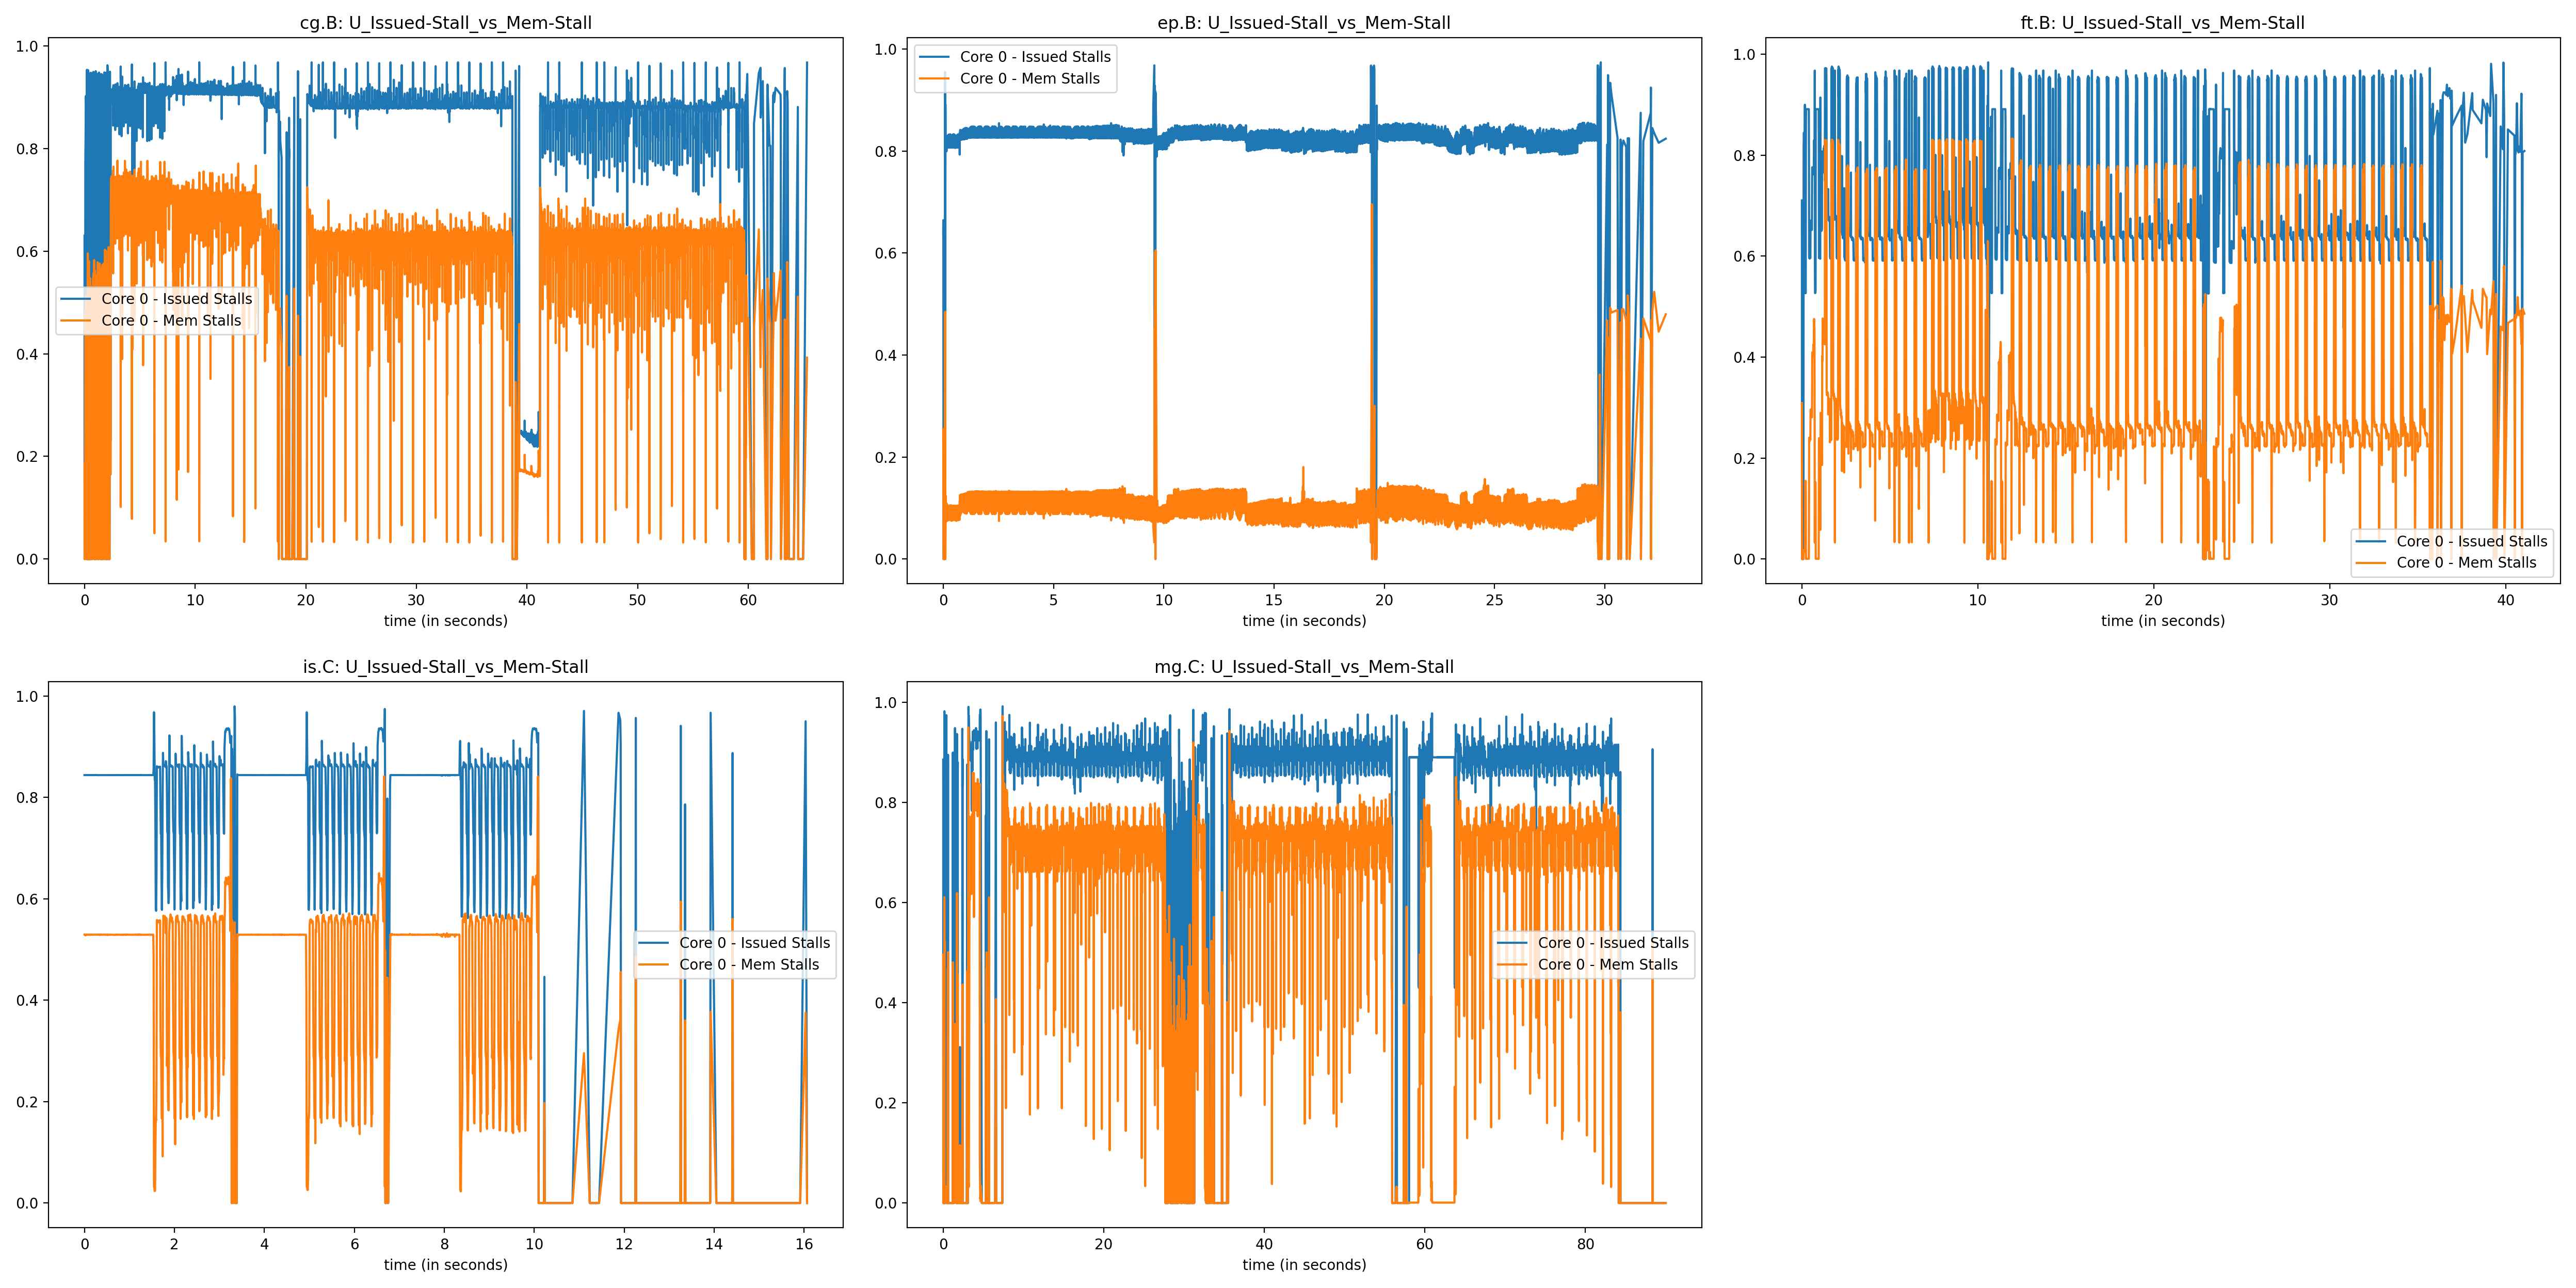 cg.B: U_Issued-Stall_vs_Mem-Stall
1.0
0.8
0.6
0.4
0.2
0.0
Core 0 - Issued Stalls
Core 0 - Mem Stalls
0 10 20 30 40 50 60
time (in seconds)
ep.B: U_Issued-Stall_vs_Mem-Stall
1.0
0.8
0.6
0.4
0.2
0.0
Core 0 - Issued Stalls
Core 0 - Mem Stalls
0 5 10 15 20 25 30
time (in seconds)
ft.B: U_Issued-Stall_vs_Mem-Stall
1.0
0.8
0.6
0.4
0.2
0.0
Core 0 - Issued Stalls
Core 0 - Mem Stalls
0 10 20 30 40
time (in seconds)
is.C: U_Issued-Stall_vs_Mem-Stall
1.0
0.8
0.6
0.4
0.2
0.0
Core 0 - Issued Stalls
Core 0 - Mem Stalls
0 2 4 6 8 10 12 14 16
time (in seconds)
mg.C: U_Issued-Stall_vs_Mem-Stall
1.0
0.8
0.6
0.4
0.2
0.0
Core 0 - Issued Stalls
Core 0 - Mem Stalls
0 20 40 60 80
time (in seconds)